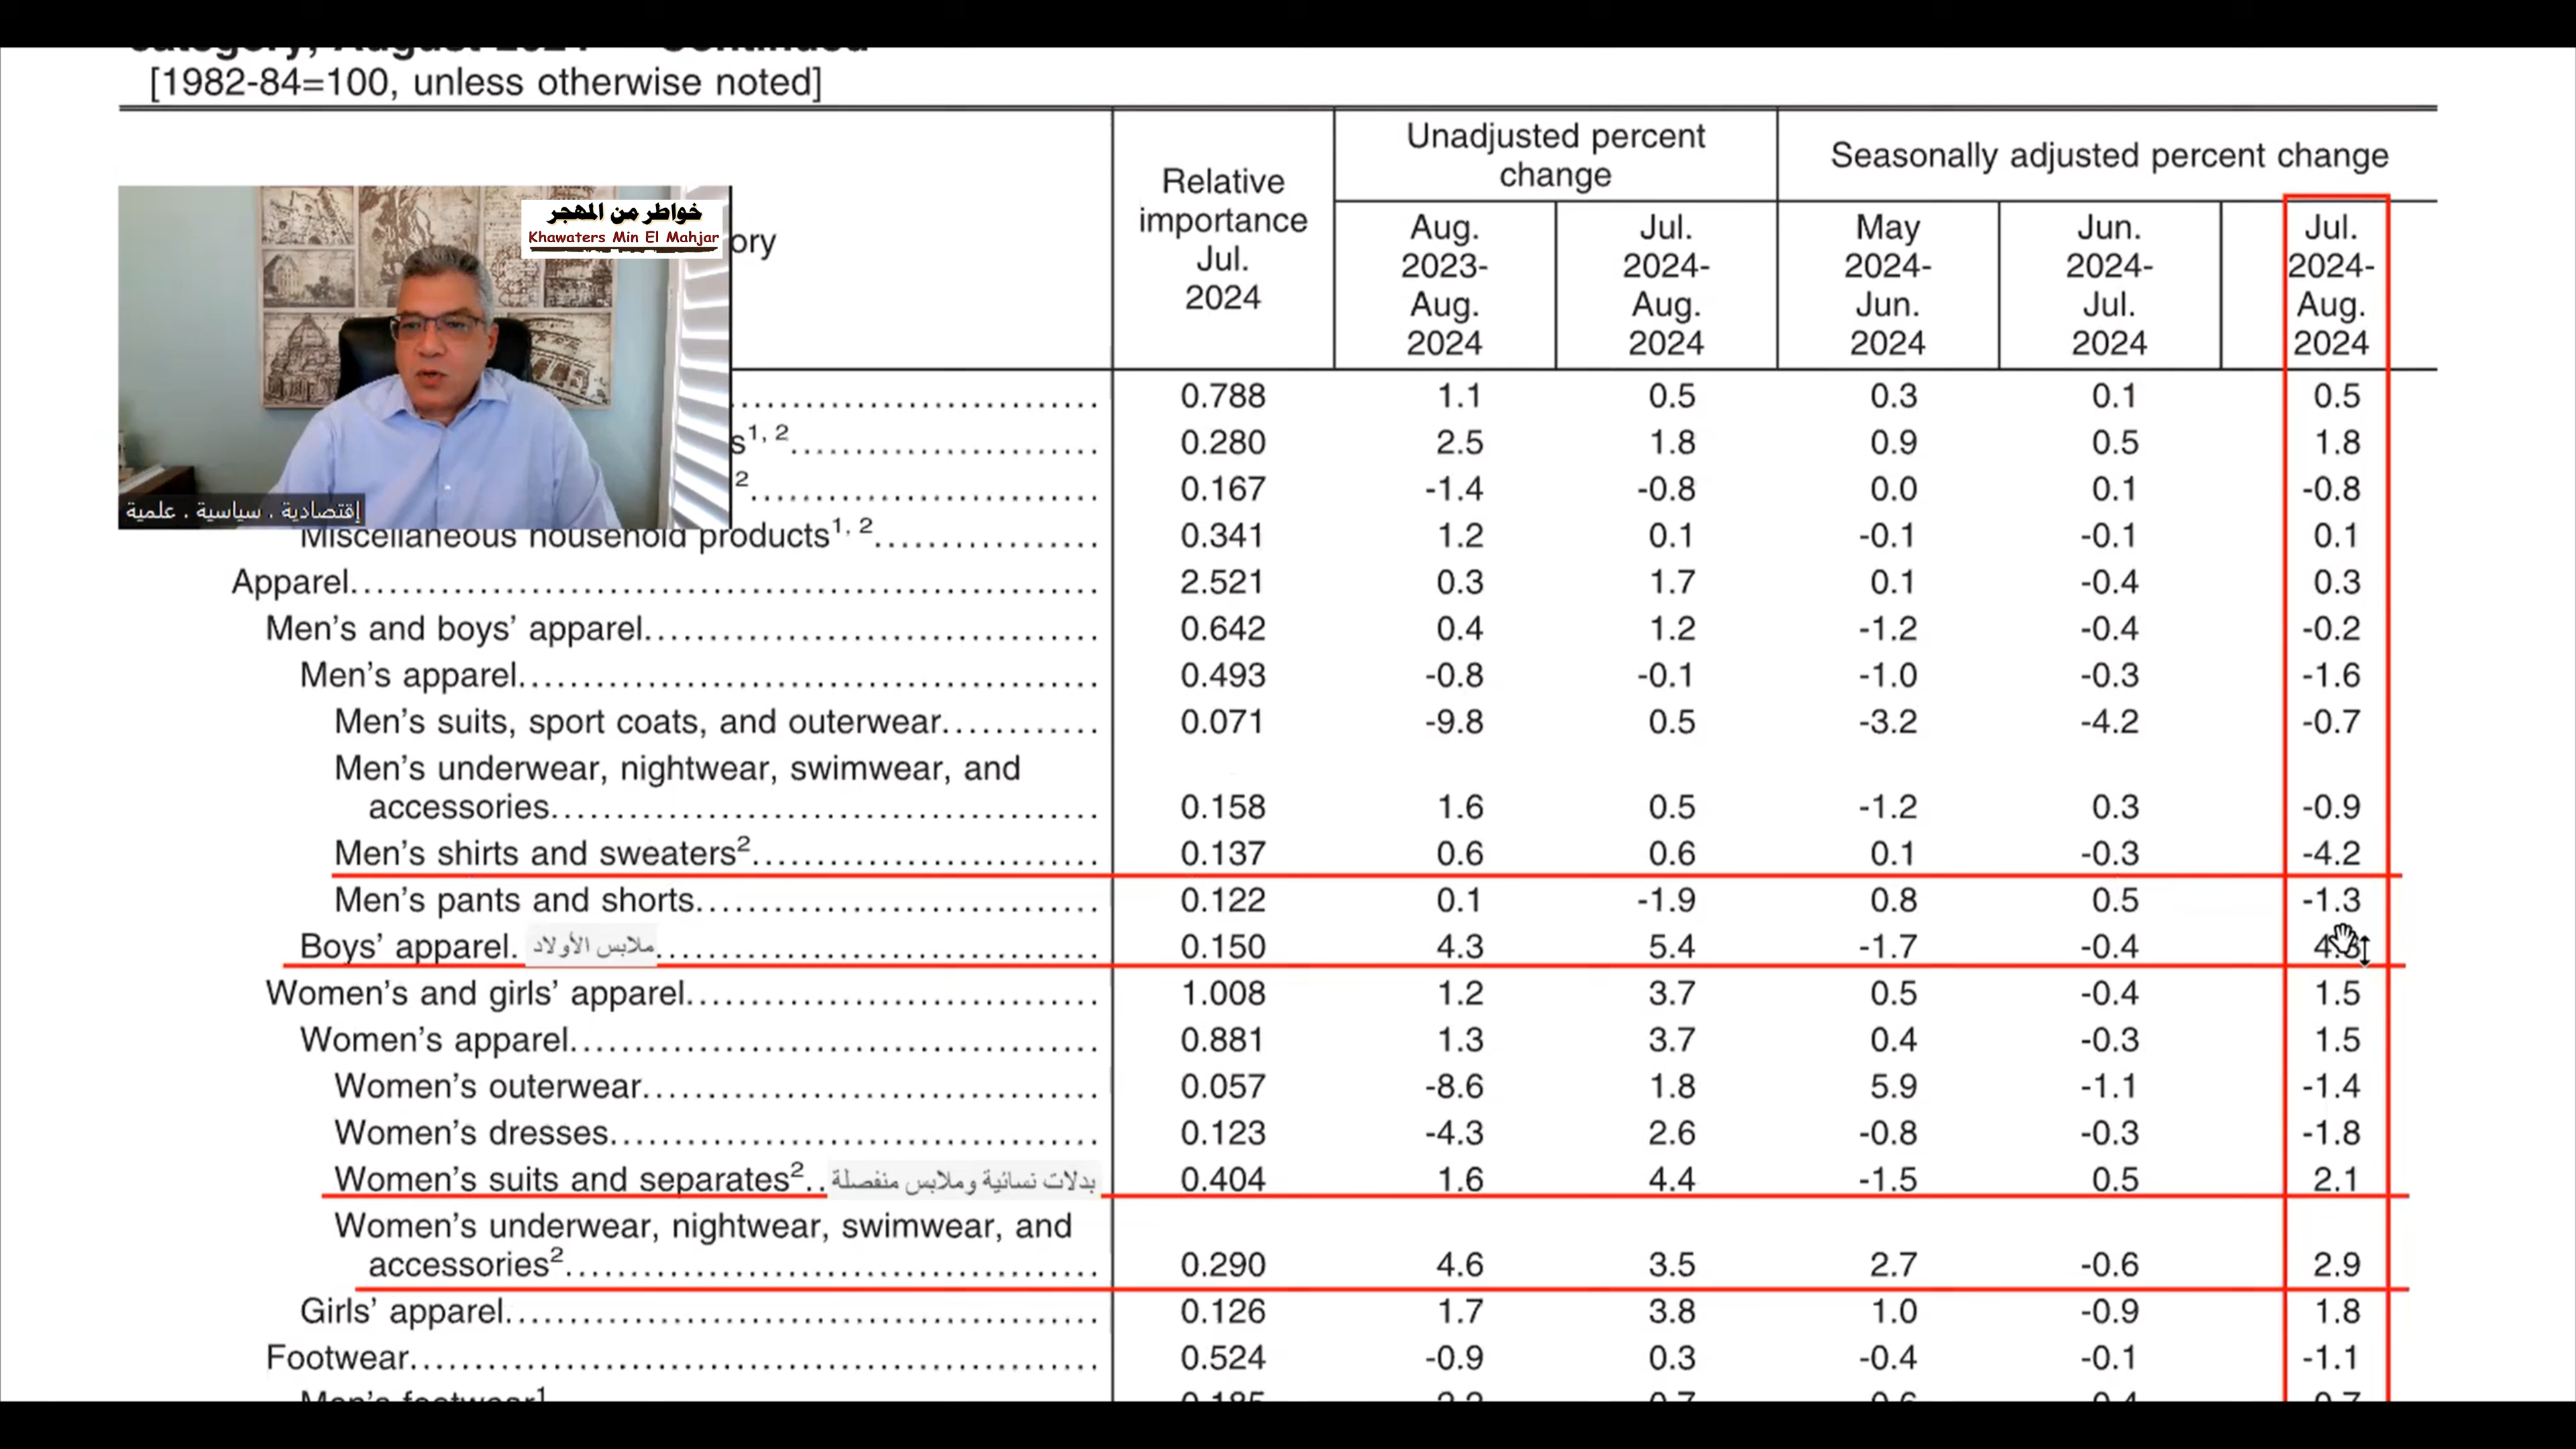 category, August 2024 — Continued
[1982-84=100, unless otherwise noted]
Relative importance Jul. 2024
Unadjusted percent change
Seasonally adjusted percent change
Aug. 2023-Aug. 2024
Jul. 2024-Aug. 2024
May 2024-Jun. 2024
Jun. 2024-Jul. 2024
Jul. 2024-Aug. 2024
خواطر من المهجر
Khawaters Min El Mahjar
ory
إقتصادية . سياسية . علمية
0.788 1.1 0.5 0.3 0.1 0.5
s1, 2 0.280 2.5 1.8 0.9 0.5 1.8
2 0.167 -1.4 -0.8 0.0 0.1 -0.8
Miscellaneous household products1, 2 0.341 1.2 0.1 -0.1 -0.1 0.1
Apparel 2.521 0.3 1.7 0.1 -0.4 0.3
Men's and boys' apparel 0.642 0.4 1.2 -1.2 -0.4 -0.2
Men's apparel 0.493 -0.8 -0.1 -1.0 -0.3 -1.6
Men's suits, sport coats, and outerwear 0.071 -9.8 0.5 -3.2 -4.2 -0.7
Men's underwear, nightwear, swimwear, and
accessories 0.158 1.6 0.5 -1.2 0.3 -0.9
Men's shirts and sweaters2 0.137 0.6 0.6 0.1 -0.3 -4.2
Men's pants and shorts 0.122 0.1 -1.9 0.8 0.5 -1.3
Boys' apparel. ملابس الأولاد 0.150 4.3 5.4 -1.7 -0.4
Women's and girls' apparel 1.008 1.2 3.7 0.5 -0.4 1.5
Women's apparel 0.881 1.3 3.7 0.4 -0.3 1.5
Women's outerwear 0.057 -8.6 1.8 5.9 -1.1 -1.4
Women's dresses 0.123 -4.3 2.6 -0.8 -0.3 -1.8
Women's suits and separates2 بدلات نسائية وملابس منفصلة 0.404 1.6 4.4 -1.5 0.5 2.1
Women's underwear, nightwear, swimwear, and
accessories2 0.290 4.6 3.5 2.7 -0.6 2.9
Girls' apparel 0.126 1.7 3.8 1.0 -0.9 1.8
Footwear 0.524 -0.9 0.3 -0.4 -0.1 -1.1
Men's footwear1